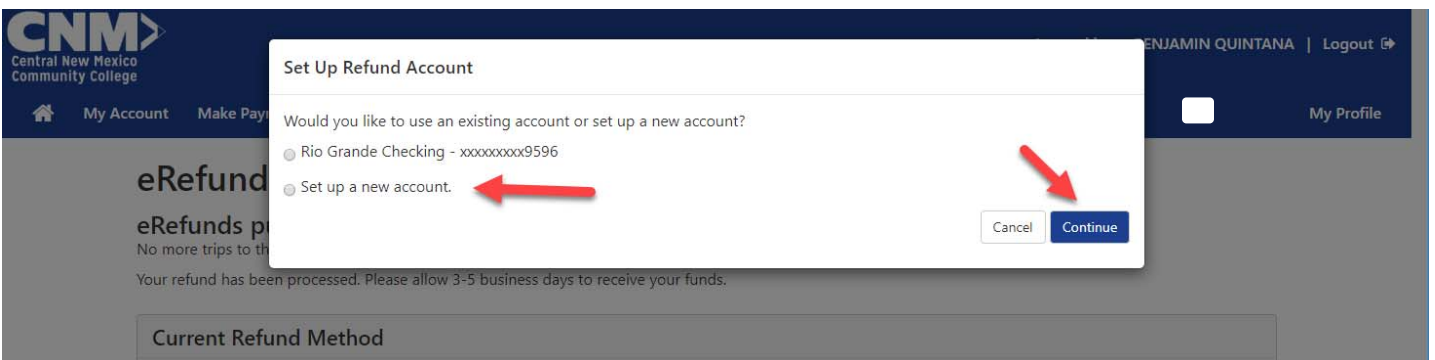 CNM
Central New Mexico
Community College
ENJAMIN QUINTANA | Logout
My Account Make Pay My Profile
Set Up Refund Account
Would you like to use an existing account or set up a new account?
Rio Grande Checking - xxxxxxxxx9596
Set up a new account.
Cancel Continue
eRefund
eRefunds p
No more trips to th
Your refund has been processed. Please allow 3-5 business days to receive your funds.
Current Refund Method